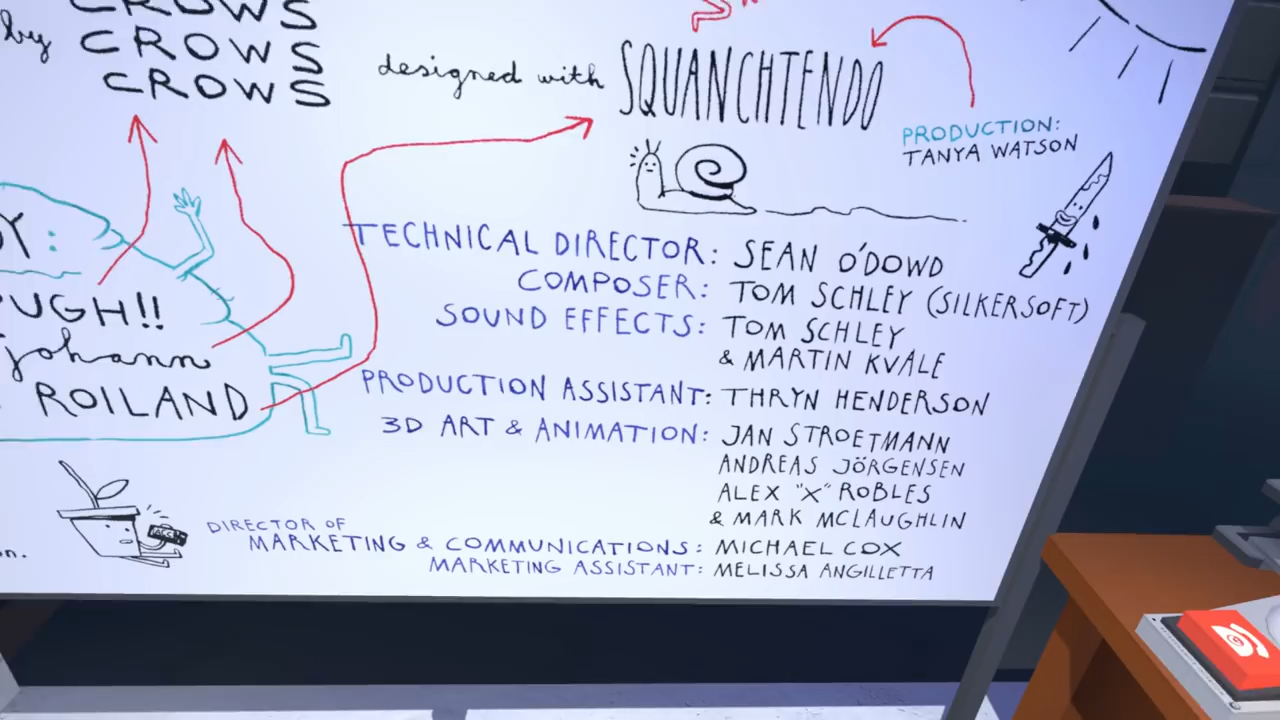 CROWS
by CROWS
CROWS
designed with SQUANCHTENDO
PRODUCTION:
TANYA WATSON
TECHNICAL DIRECTOR: SEAN O'DOWD
COMPOSER: TOM SCHLEY (SILKERSOFT)
SOUND EFFECTS: TOM SCHLEY
& MARTIN KVALE
PRODUCTION ASSISTANT: THRYN HENDERSON
3D ART & ANIMATION: JAN STROETMANN
ANDREAS JÖRGENSEN
ALEX "X" ROBLES
& MARK MCLAUGHLIN
DIRECTOR OF
MARKETING & COMMUNICATIONS: MICHAEL COX
MARKETING ASSISTANT: MELISSA ANGILLETTA
johann
ROILAND